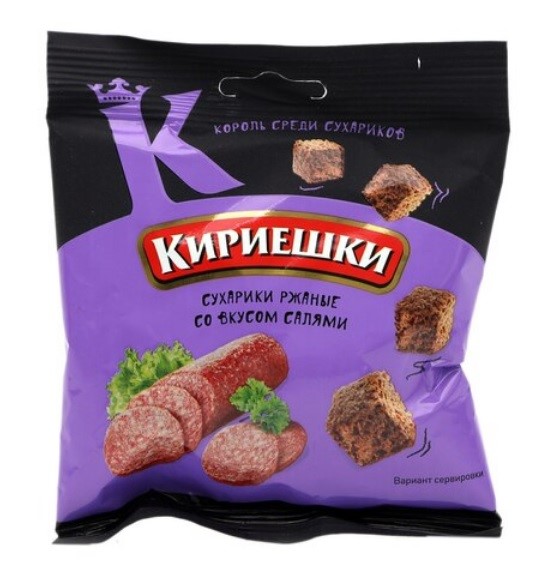 К
КОРОЛЬ СРЕДИ СУХАРИКОВ
КИРИЕШКИ
СУХАРИКИ РЖАНЫЕ
СО ВКУСОМ САЛЯМИ
Вариант сервировки